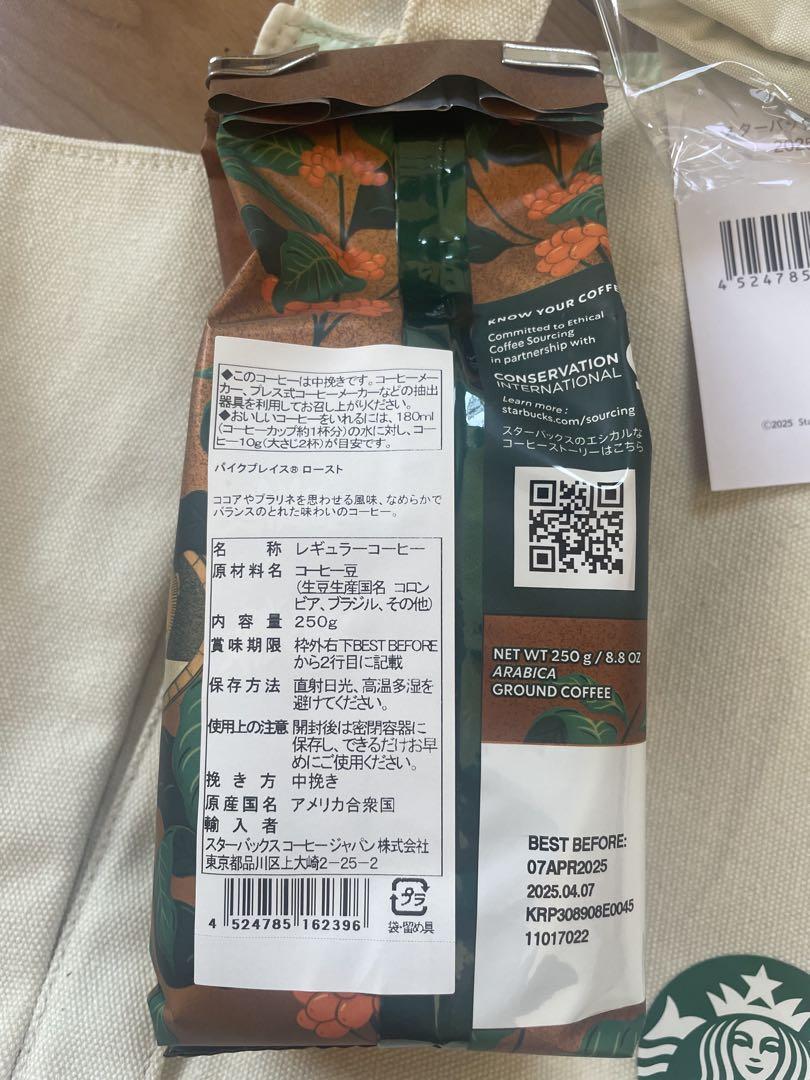 ◆このコーヒーは中挽きです。コーヒーメー
カー、プレス式コーヒーメーカーなどの抽出
器具を利用してお召し上がりください。
◆おいしいコーヒーをいれるには、180ml
(コーヒーカップ約1杯分)の水に対し、コー
ヒー10g(大さじ2杯)が目安です。
パイクプレイス® ロースト
ココアやプラリネを思わせる風味、なめらかで
バランスのとれた味わいのコーヒー。
名称 レギュラーコーヒー
原材料名 コーヒー豆
(生豆生産国名 コロン
ビア、ブラジル、その他)
内容量 250g
賞味期限 枠外右下BEST BEFORE
から2行目に記載
保存方法 直射日光、高温多湿を
避けてください。
使用上の注意 開封後は密閉容器に
保存し、できるだけお早
めにご使用ください。
挽き方 中挽き
原産国名 アメリカ合衆国
輸入者
スターバックス コーヒー ジャパン 株式会社
東京都品川区上大崎2-25-2
4 524785 162396
プラ
袋・留め具
KNOW YOUR COFFE
Committed to Ethical
Coffee Sourcing
in partnership with
CONSERVATION
INTERNATIONAL
Learn more:
starbucks.com/sourcing
スターバックスのエシカルな
コーヒーストーリーはこちら
NET WT 250 g / 8.8 OZ
ARABICA
GROUND COFFEE
BEST BEFORE:
07APR2025
2025.04.07
KRP308908E0045
11017022
スターバッ
2025
4 524785
©2025 Sta